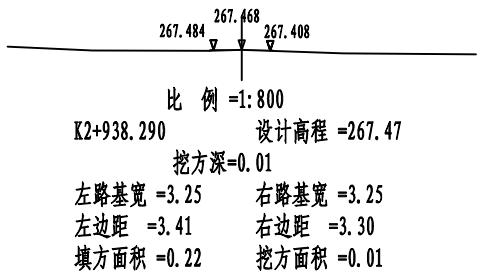 267.468
267.484 267.408
比 例 =1:800
K2+938.290 设计高程 =267.47
挖方深=0.01
左路基宽 =3.25 右路基宽 =3.25
左边距 =3.41 右边距 =3.30
填方面积 =0.22 挖方面积 =0.01